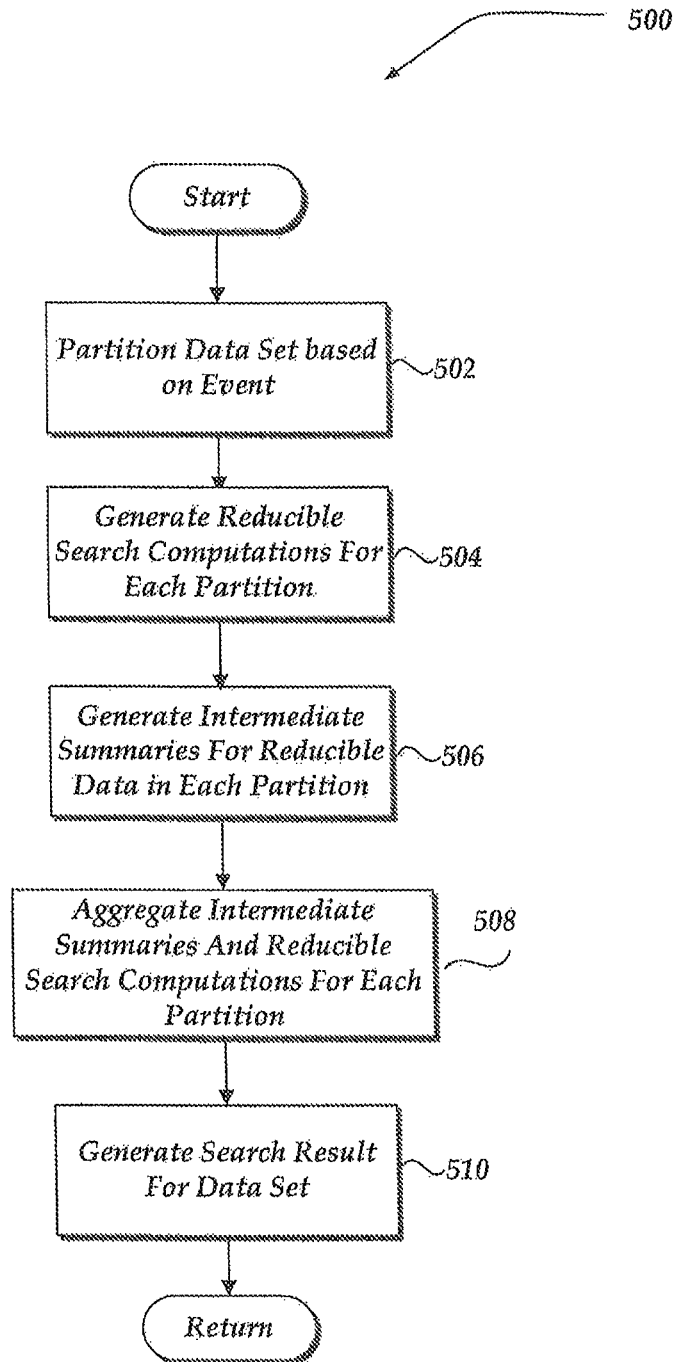 500
Start
Partition Data Set based
on Event
502
Generate Reducible
Search Computations For
Each Partition
504
Generate Intermediate
Summaries For Reducible
Data in Each Partition
506
Aggregate Intermediate
Summaries And Reducible
Search Computations For Each
Partition
508
Generate Search Result
For Data Set
510
Return